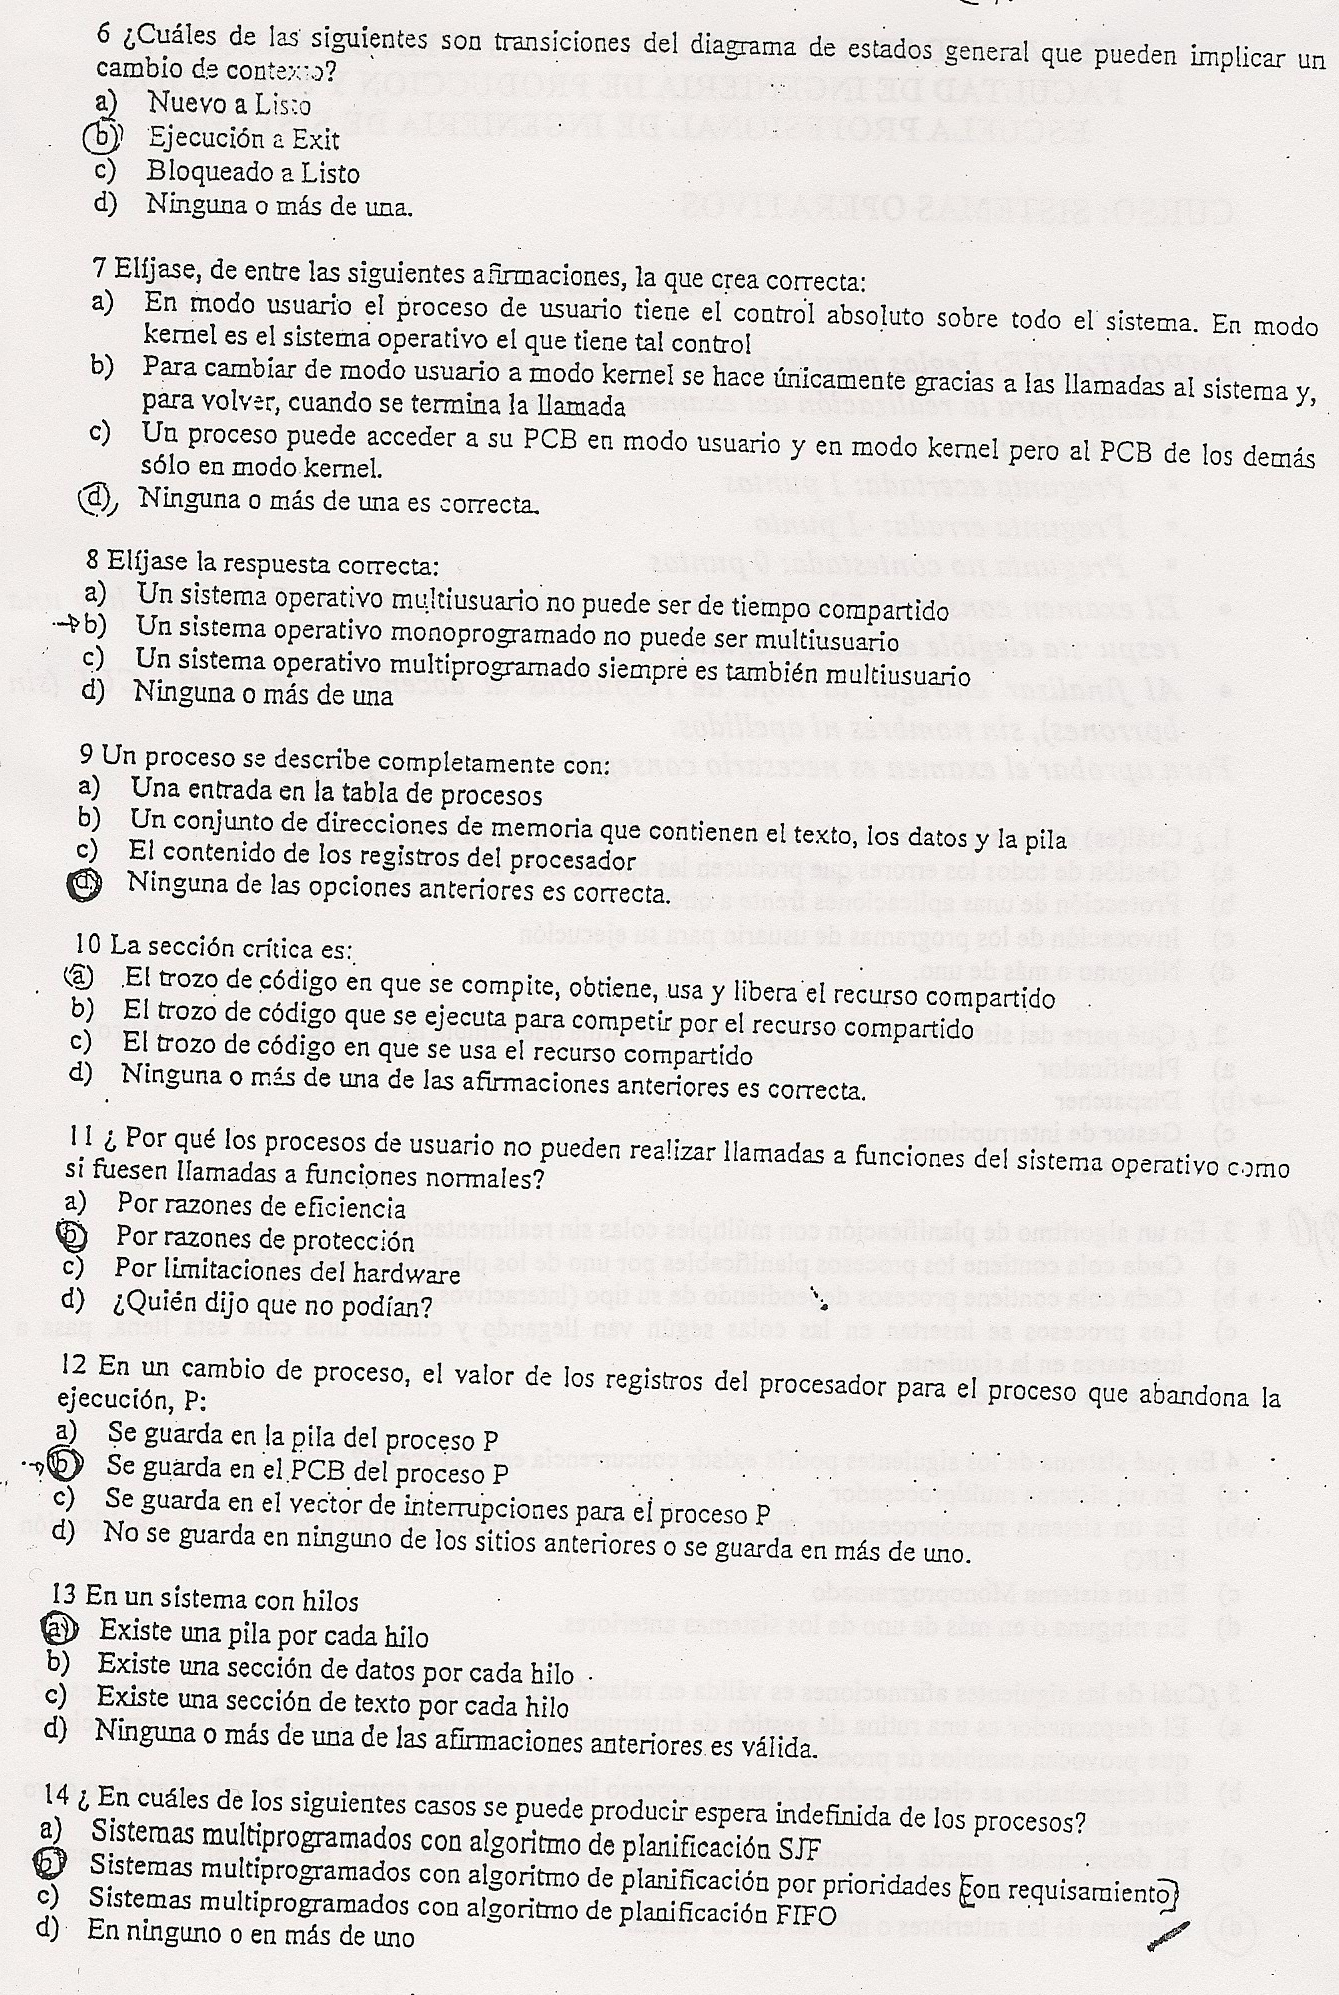 6 ¿Cuáles de las siguientes son transiciones del diagrama de estados general que pueden implicar un
cambio de contexto?
a) Nuevo a Listo
b) Ejecución a Exit
c) Bloqueado a Listo
d) Ninguna o más de una.
7 Elíjase, de entre las siguientes afirmaciones, la que crea correcta:
a) En modo usuario el proceso de usuario tiene el control absoluto sobre todo el sistema. En modo
kernel es el sistema operativo el que tiene tal control
b) Para cambiar de modo usuario a modo kernel se hace únicamente gracias a las llamadas al sistema y,
para volver, cuando se termina la llamada
c) Un proceso puede acceder a su PCB en modo usuario y en modo kernel pero al PCB de los demás
sólo en modo kernel.
d) Ninguna o más de una es correcta.
8 Elíjase la respuesta correcta:
a) Un sistema operativo multiusuario no puede ser de tiempo compartido
b) Un sistema operativo monoprogramado no puede ser multiusuario
c) Un sistema operativo multiprogramado siempre es también multiusuario
d) Ninguna o más de una
9 Un proceso se describe completamente con:
a) Una entrada en la tabla de procesos
b) Un conjunto de direcciones de memoria que contienen el texto, los datos y la pila
c) El contenido de los registros del procesador
d) Ninguna de las opciones anteriores es correcta.
10 La sección crítica es:
a) El trozo de código en que se compite, obtiene, usa y libera el recurso compartido
b) El trozo de código que se ejecuta para competir por el recurso compartido
c) El trozo de código en que se usa el recurso compartido
d) Ninguna o más de una de las afirmaciones anteriores es correcta.
11 ¿ Por qué los procesos de usuario no pueden realizar llamadas a funciones del sistema operativo como
si fuesen llamadas a funciones normales?
a) Por razones de eficiencia
b) Por razones de protección
c) Por limitaciones del hardware
d) ¿Quién dijo que no podían?
12 En un cambio de proceso, el valor de los registros del procesador para el proceso que abandona la
ejecución, P:
a) Se guarda en la pila del proceso P
b) Se guarda en el PCB del proceso P
c) Se guarda en el vector de interrupciones para el proceso P
d) No se guarda en ninguno de los sitios anteriores o se guarda en más de uno.
13 En un sistema con hilos
a) Existe una pila por cada hilo
b) Existe una sección de datos por cada hilo
c) Existe una sección de texto por cada hilo
d) Ninguna o más de una de las afirmaciones anteriores es válida.
14 ¿ En cuáles de los siguientes casos se puede producir espera indefinida de los procesos?
a) Sistemas multiprogramados con algoritmo de planificación SJF
b) Sistemas multiprogramados con algoritmo de planificación por prioridades con requisamiento
c) Sistemas multiprogramados con algoritmo de planificación FIFO
d) En ninguno o en más de uno